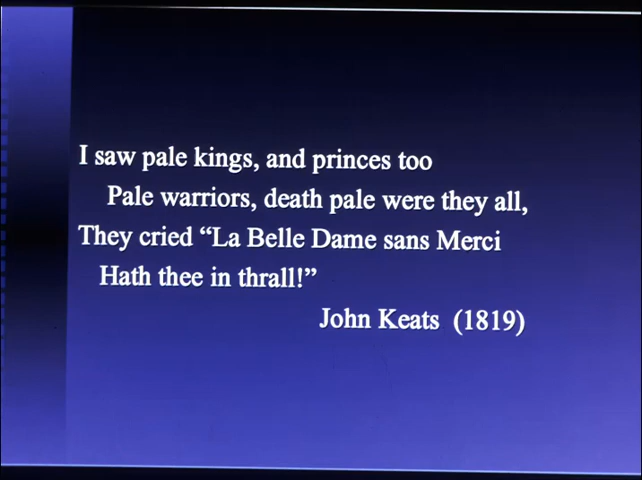 I saw pale kings, and princes too
Pale warriors, death pale were they all,
They cried “La Belle Dame sans Merci
Hath thee in thrall!”
John Keats (1819)